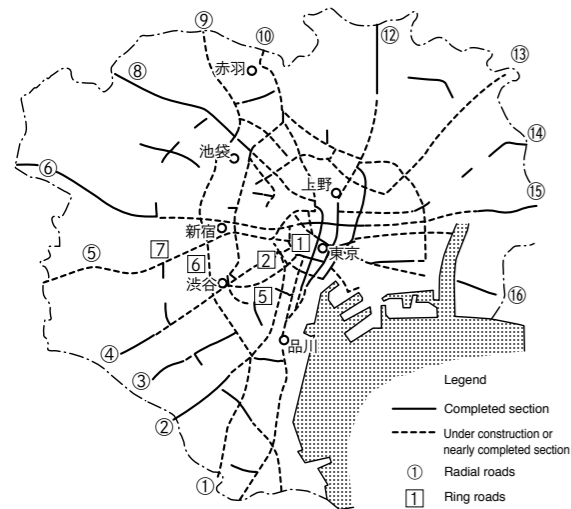 ⑨
⑩
⑫
⑬
赤羽
⑧
池袋
⑭
⑥
上野
⑮
新宿
1
東京
⑤
7
6
2
渋谷
5
⑯
④
品川
③
②
①
Legend
Completed section
Under construction or
nearly completed section
① Radial roads
1 Ring roads